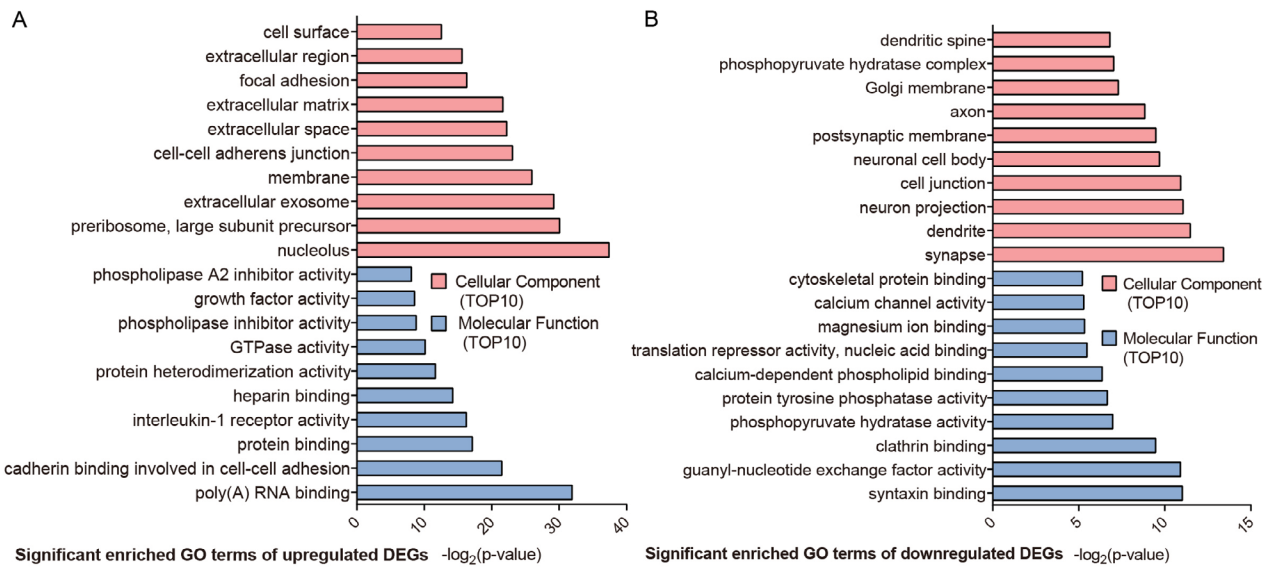 A
cell surface
extracellular region
focal adhesion
extracellular matrix
extracellular space
cell-cell adherens junction
membrane
extracellular exosome
preribosome, large subunit precursor
nucleolus
phospholipase A2 inhibitor activity
growth factor activity
phospholipase inhibitor activity
GTPase activity
protein heterodimerization activity
heparin binding
interleukin-1 receptor activity
protein binding
cadherin binding involved in cell-cell adhesion
poly(A) RNA binding
Cellular Component
(TOP10)
Molecular Function
(TOP10)
0 10 20 30 40
Significant enriched GO terms of upregulated DEGs -log2(p-value)
B
dendritic spine
phosphopyruvate hydratase complex
Golgi membrane
axon
postsynaptic membrane
neuronal cell body
cell junction
neuron projection
dendrite
synapse
cytoskeletal protein binding
calcium channel activity
magnesium ion binding
translation repressor activity, nucleic acid binding
calcium-dependent phospholipid binding
protein tyrosine phosphatase activity
phosphopyruvate hydratase activity
clathrin binding
guanyl-nucleotide exchange factor activity
syntaxin binding
Cellular Component
(TOP10)
Molecular Function
(TOP10)
0 5 10 15
Significant enriched GO terms of downregulated DEGs -log2(p-value)